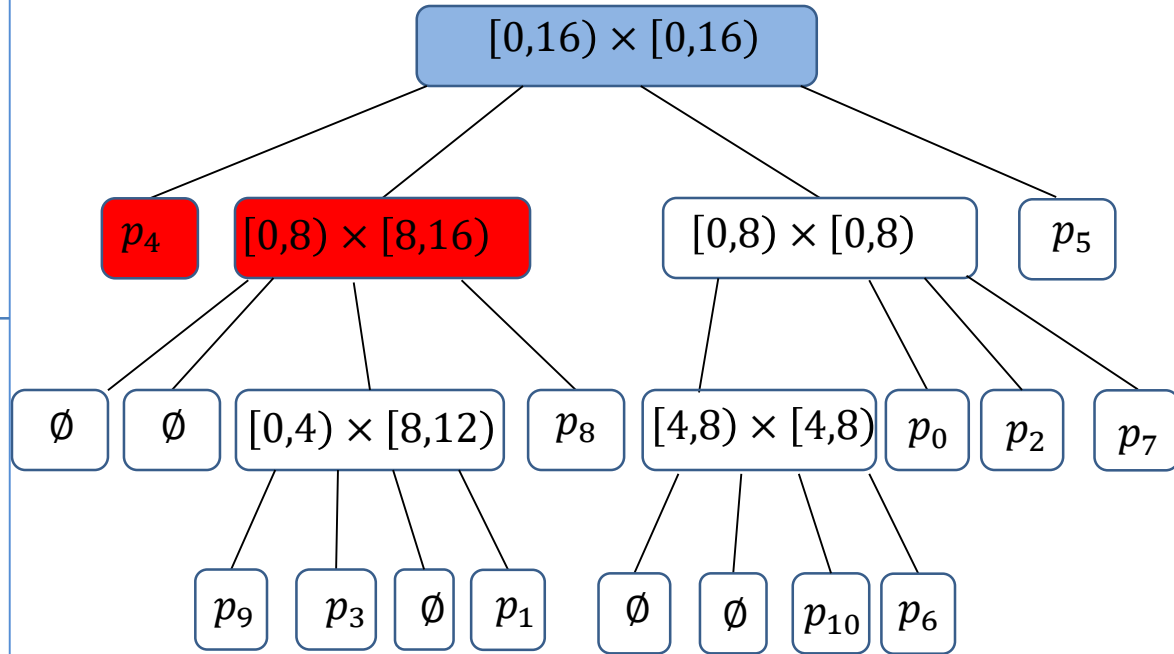 [0,16) × [0,16)
p₄ [0,8) × [8,16) [0,8) × [0,8) p₅
∅ ∅ [0,4) × [8,12) p₈ [4,8) × [4,8) p₀ p₂ p₇
p₉ p₃ ∅ p₁ ∅ ∅ p₁₀ p₆